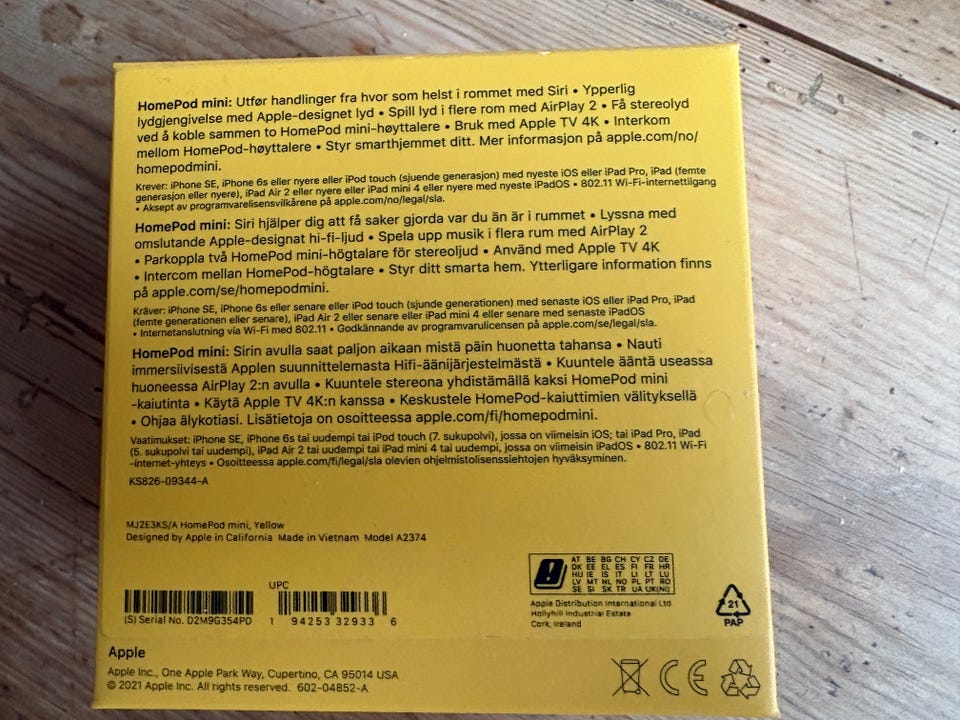 HomePod mini: Utfør handlinger fra hvor som helst i rommet med Siri • Ypperlig
lydgjengivelse med Apple-designet lyd • Spill lyd i flere rom med AirPlay 2 • Få stereolyd
ved å koble sammen to HomePod mini-høyttalere • Bruk med Apple TV 4K • Interkom
mellom HomePod-høyttalere • Styr smarthjemmet ditt. Mer informasjon på apple.com/no/
homepodmini.
Krever: iPhone SE, iPhone 6s eller nyere eller iPod touch (sjuende generasjon) med nyeste iOS eller iPad Pro, iPad (femte
generasjon eller nyere), iPad Air 2 eller nyere eller iPad mini 4 eller nyere med nyeste iPadOS • 802.11 Wi-Fi-internettilgang
• Aksept av programvarelisensvilkårene på apple.com/no/legal/sla.
HomePod mini: Siri hjälper dig att få saker gjorda var du än är i rummet • Lyssna med
omslutande Apple-designat hi-fi-ljud • Spela upp musik i flera rum med AirPlay 2
• Parkoppla två HomePod mini-högtalare för stereoljud • Använd med Apple TV 4K
• Intercom mellan HomePod-högtalare • Styr ditt smarta hem. Ytterligare information finns
på apple.com/se/homepodmini.
Kräver: iPhone SE, iPhone 6s eller senare eller iPod touch (sjunde generationen) med senaste iOS eller iPad Pro, iPad
(femte generationen eller senare), iPad Air 2 eller senare eller iPad mini 4 eller senare med senaste iPadOS
• Internetanslutning via Wi-Fi med 802.11 • Godkännande av programvarulicensen på apple.com/se/legal/sla.
HomePod mini: Sirin avulla saat paljon aikaan mistä päin huonetta tahansa • Nauti
immersiivisestä Applen suunnittelemasta Hifi-äänijärjestelmästä • Kuuntele ääntä useassa
huoneessa AirPlay 2:n avulla • Kuuntele stereona yhdistämällä kaksi HomePod mini
-kaiutinta • Käytä Apple TV 4K:n kanssa • Keskustele HomePod-kaiuttimien välityksellä
• Ohjaa älykotiasi. Lisätietoja on osoitteessa apple.com/fi/homepodmini.
Vaatimukset: iPhone SE, iPhone 6s tai uudempi tai iPod touch (7. sukupolvi), jossa on viimeisin iOS; tai iPad Pro, iPad
(5. sukupolvi tai uudempi), iPad Air 2 tai uudempi tai iPad mini 4 tai uudempi, jossa on viimeisin iPadOS • 802.11 Wi-Fi
-internet-yhteys • Osoitteessa apple.com/fi/legal/sla olevien ohjelmistolisenssiehtojen hyväksyminen.
KS826-09344-A
MJ2E3KS/A HomePod mini, Yellow
Designed by Apple in California Made in Vietnam Model A2374
AT BE BG CH CY CZ DE
DK EE EL ES FI FR HR
HU IE IS IT LI LT LU
LV MT NL NO PL PT RO
SE SI SK TR UA UK(NI)
UPC
(S) Serial No. D2M9G354PD 1 94253 32933 6
Apple Distribution International Ltd
Hollyhill Industrial Estate
Cork, Ireland
21
PAP
Apple
Apple Inc., One Apple Park Way, Cupertino, CA 95014 USA
© 2021 Apple Inc. All rights reserved. 602-04852-A
CE